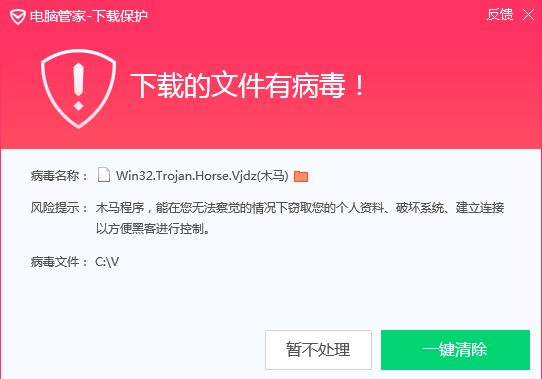 电脑管家-下载保护 反馈
下载的文件有病毒！
病毒名称： Win32.Trojan.Horse.Vjdz(木马)
风险提示： 木马程序，能在您无法察觉的情况下窃取您的个人资料、破坏系统、建立连接
以方便黑客进行控制。
病毒文件： C:\V
暂不处理 一键清除